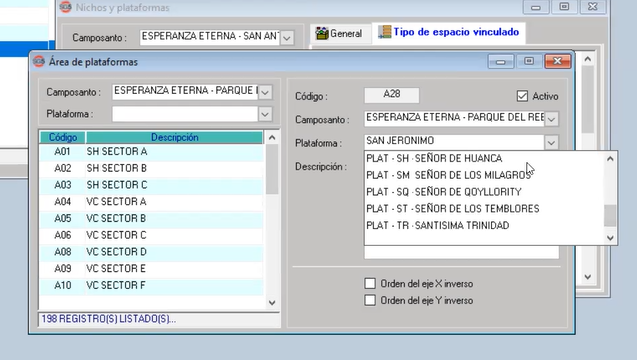 Nichos y plataformas
Camposanto:
ESPERANZA ETERNA - SAN AN
General
Tipo de espacio vinculado
Área de plataformas
Camposanto:
ESPERANZA ETERNA - PARQUE
Plataforma:
Código
Descripción
A01 SH SECTOR A
A02 SH SECTOR B
A03 SH SECTOR C
A04 VC SECTOR A
A05 VC SECTOR B
A06 VC SECTOR C
A08 VC SECTOR D
A09 VC SECTOR E
A10 VC SECTOR F
198 REGISTRO(S) LISTADO(S)...
Código:
A28
Activo
Camposanto:
ESPERANZA ETERNA - PARQUE DEL REE
Plataforma:
SAN JERONIMO
Descripción:
PLAT - SH - SEÑOR DE HUANCA
PLAT - SM - SEÑOR DE LOS MILAGROS
PLAT - SQ - SEÑOR DE QOYLLORITY
PLAT - ST - SEÑOR DE LOS TEMBLORES
PLAT - TR - SANTISIMA TRINIDAD
Orden del eje X inverso
Orden del eje Y inverso